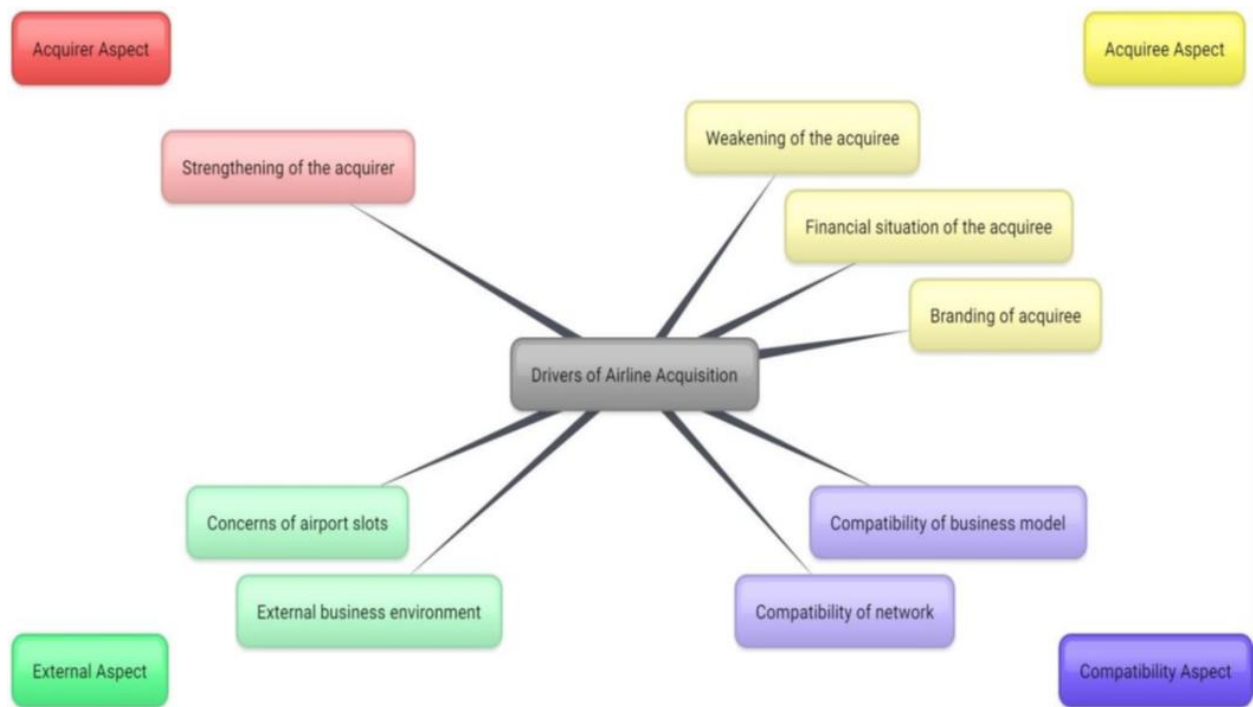 Acquirer Aspect
Acquiree Aspect
Weakening of the acquiree
Strengthening of the acquirer
Financial situation of the acquiree
Branding of acquiree
Drivers of Airline Acquisition
Concerns of airport slots
Compatibility of business model
External business environment
Compatibility of network
External Aspect
Compatibility Aspect